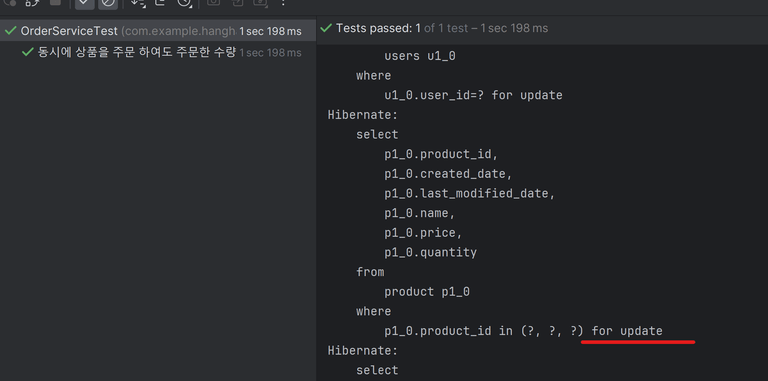 OrderServiceTest (com.example.hangh 1 sec 198 ms
동시에 상품을 주문 하여도 주문한 수량 1 sec 198 ms
Tests passed: 1 of 1 test – 1 sec 198 ms
users u1_0
where
u1_0.user_id=? for update
Hibernate:
select
p1_0.product_id,
p1_0.created_date,
p1_0.last_modified_date,
p1_0.name,
p1_0.price,
p1_0.quantity
from
product p1_0
where
p1_0.product_id in (?, ?, ?) for update
Hibernate:
select